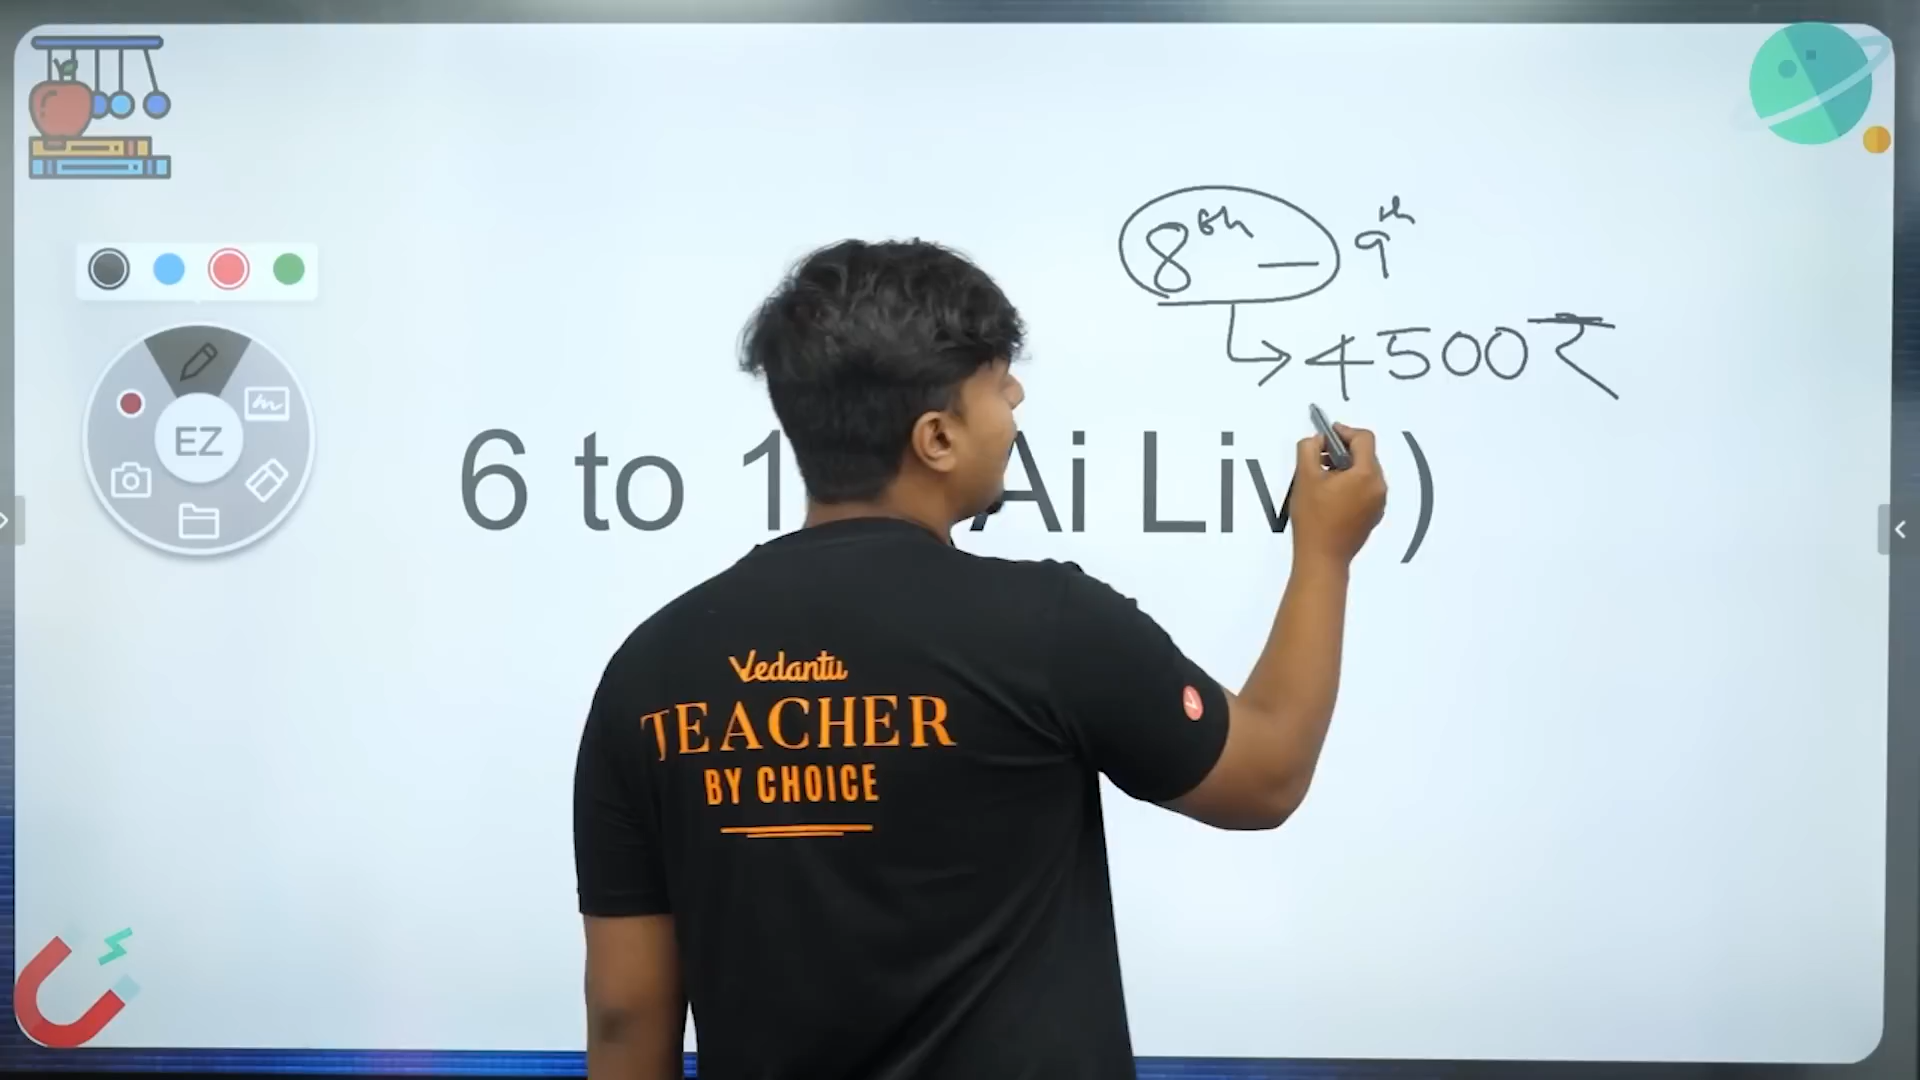 8th – 9th
→ 4500₹
6 to 1 Ai Liv )
EZ
Vedantu
TEACHER
BY CHOICE